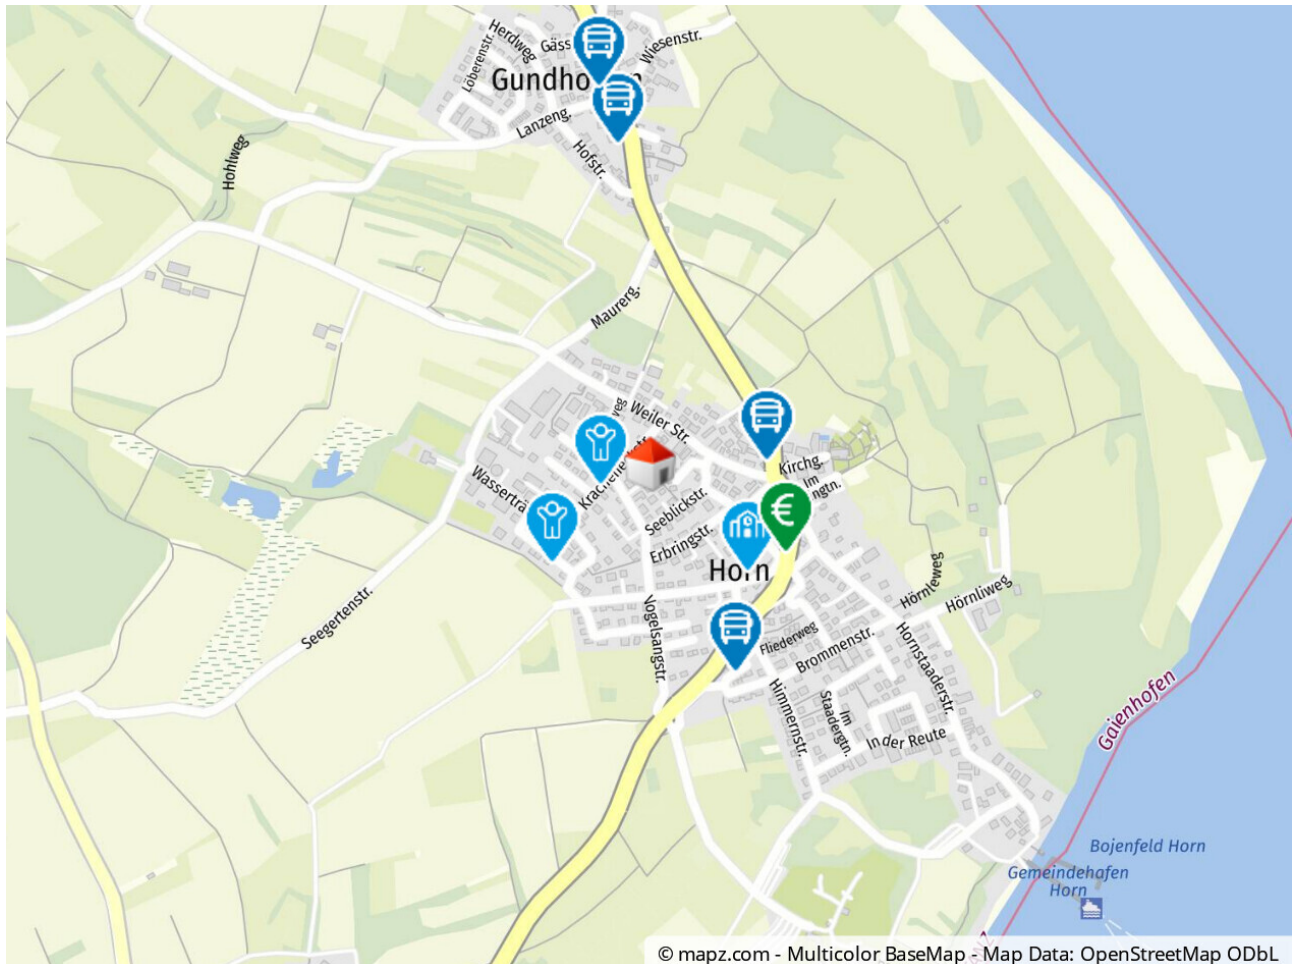 Herdweg
Gäss
Wiesenstr.
Löberenstr.
Gundho
Lanzeng.
Hofstr.
Hohlweg
Maurerg.
Weiler Str.
Kirchg.
Im
ngtn.
Wasserträ
Seeblickstr.
Erbringstr.
€
Horn
Hörnleweg
Hörnliweg
Seegertenstr.
Vogelsangstr.
Fliederweg
Brommenstr.
Hornstaaderstr.
Himmernstr.
Im
Staadergtn.
In der Reute
Gaienhofen
Bojenfeld Horn
Gemeindehafen
Horn
© mapz.com - Multicolor BaseMap - Map Data: OpenStreetMap ODbL